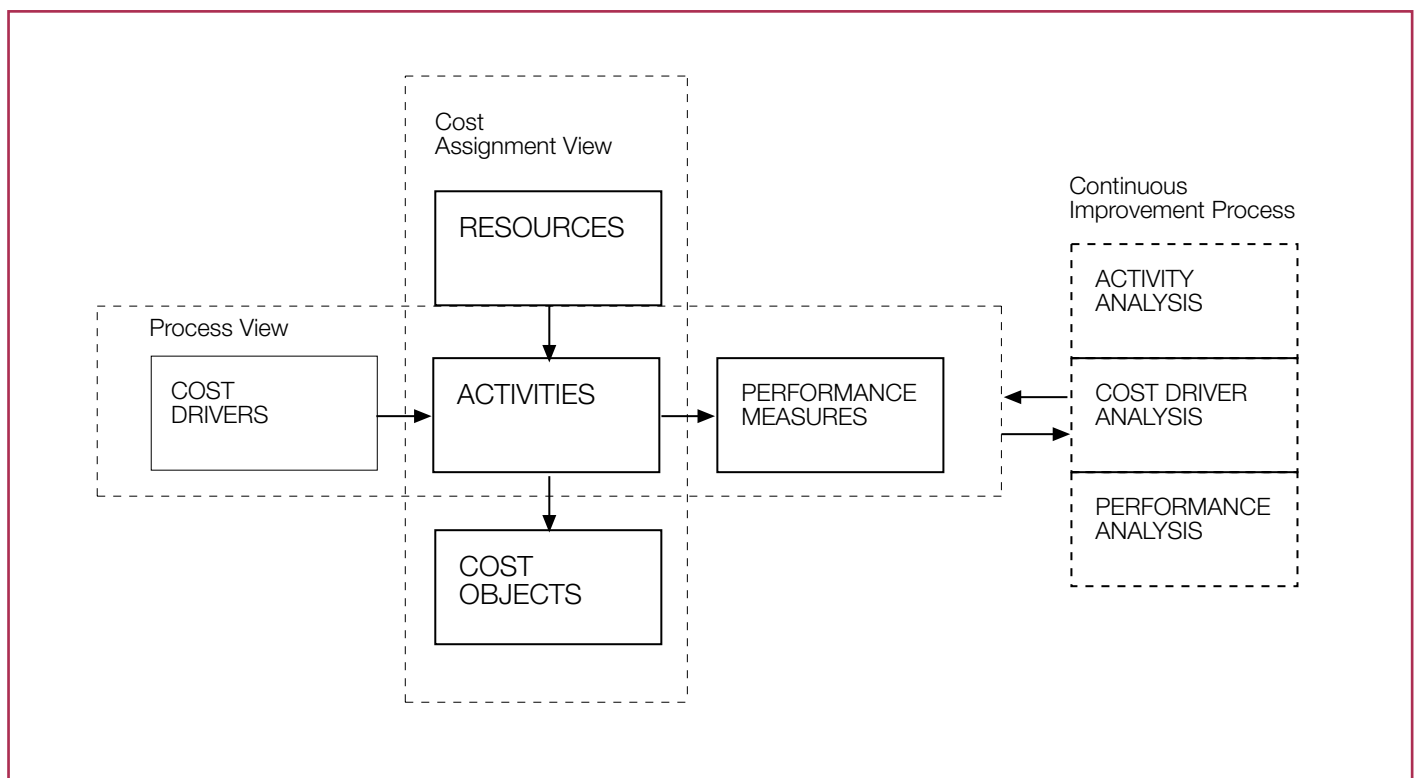 Cost
Assignment View
RESOURCES
Process View
COST
DRIVERS
ACTIVITIES
PERFORMANCE
MEASURES
COST
OBJECTS
Continuous
Improvement Process
ACTIVITY
ANALYSIS
COST DRIVER
ANALYSIS
PERFORMANCE
ANALYSIS